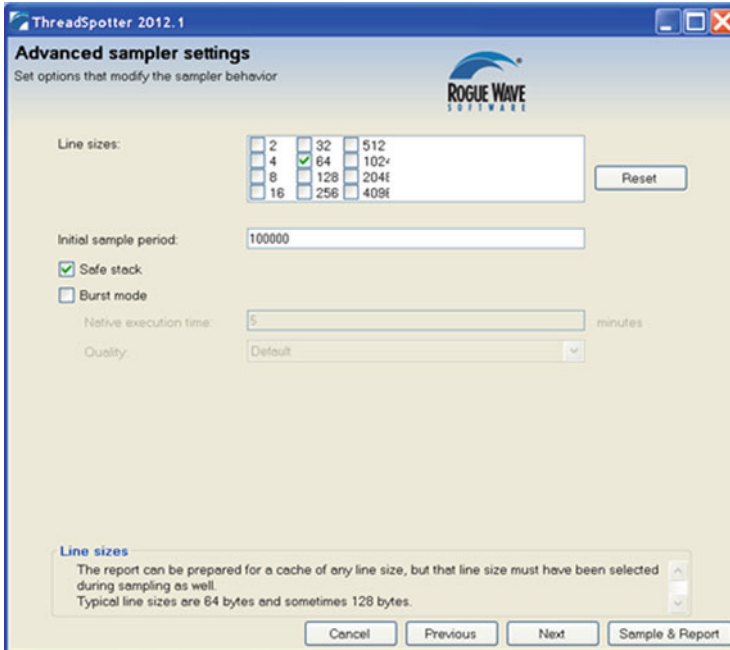 ThreadSpotter 2012.1
Advanced sampler settings
Set options that modify the sampler behavior
ROGUE WAVE
SOFTWARE
Line sizes:
2 32 512
4 64 1024
8 128 2048
16 256 4096
Reset
Initial sample period: 100000
Safe stack
Burst mode
Native execution time: 5 minutes
Quality: Default
Line sizes
The report can be prepared for a cache of any line size, but that line size must have been selected
during sampling as well.
Typical line sizes are 64 bytes and sometimes 128 bytes.
Cancel Previous Next Sample & Report